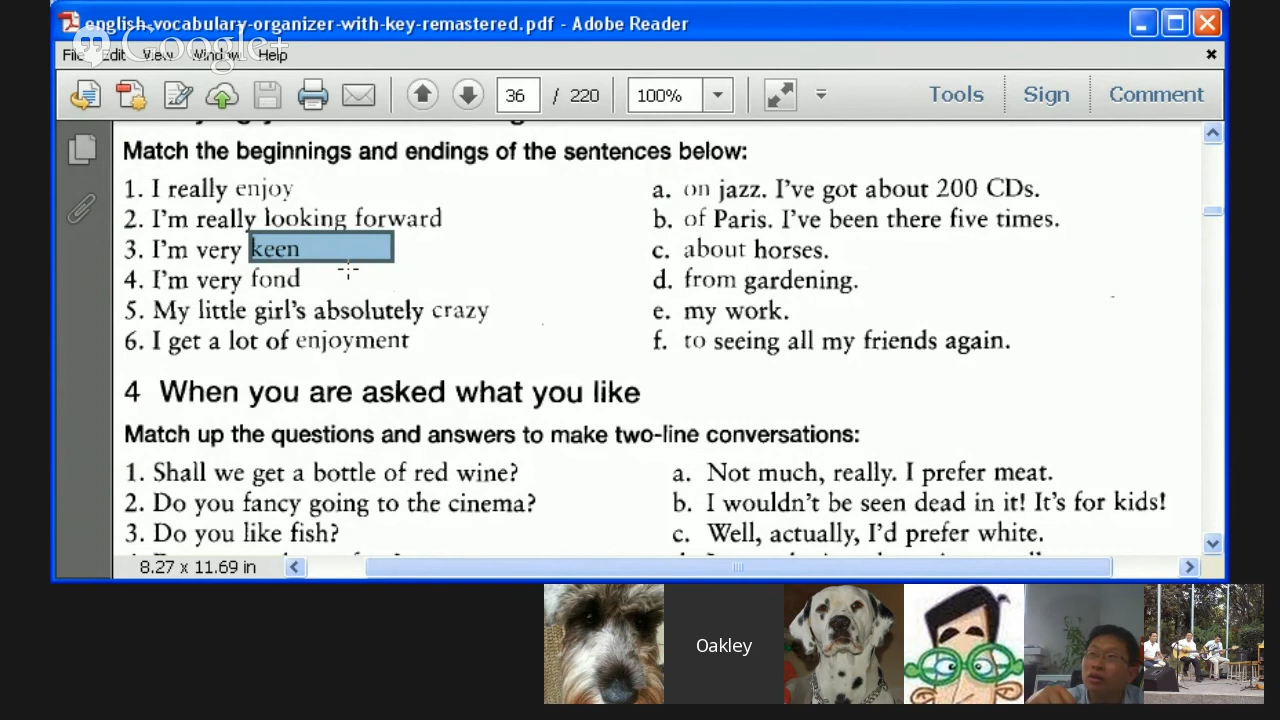 english-vocabulary-organizer-with-key-remastered.pdf - Adobe Reader
Google+
File Edit View Window Help
36 / 220 100% Tools Sign Comment
Match the beginnings and endings of the sentences below:
1. I really enjoy
2. I'm really looking forward
3. I'm very keen
4. I'm very fond
5. My little girl's absolutely crazy
6. I get a lot of enjoyment
a. on jazz. I've got about 200 CDs.
b. of Paris. I've been there five times.
c. about horses.
d. from gardening.
e. my work.
f. to seeing all my friends again.
4 When you are asked what you like
Match up the questions and answers to make two-line conversations:
1. Shall we get a bottle of red wine?
2. Do you fancy going to the cinema?
3. Do you like fish?
a. Not much, really. I prefer meat.
b. I wouldn't be seen dead in it! It's for kids!
c. Well, actually, I'd prefer white.
8.27 x 11.69 in
Oakley